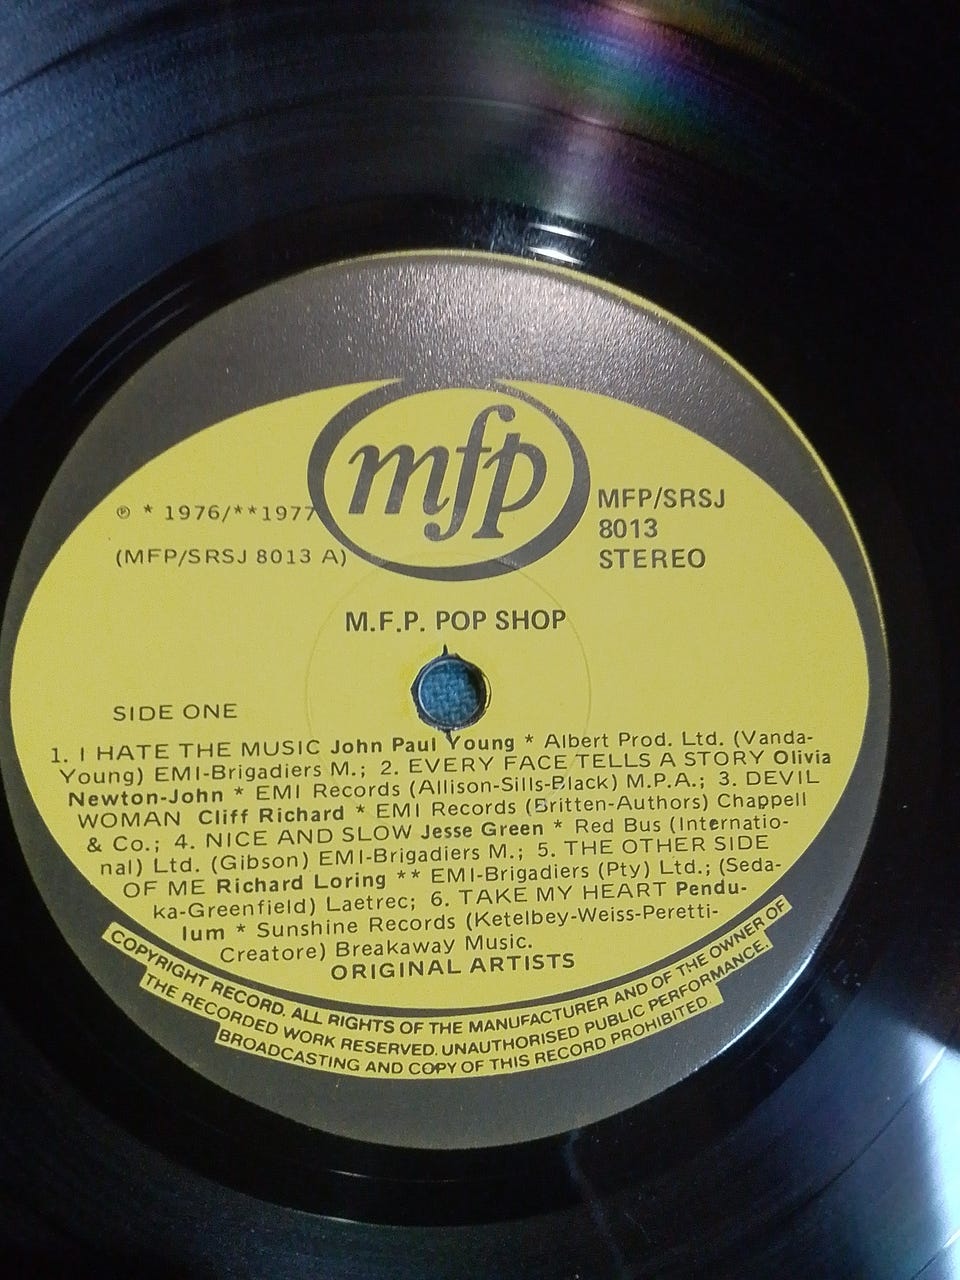 mfp
℗ * 1976/**1977
(MFP/SRSJ 8013 A)
MFP/SRSJ
8013
STEREO
M.F.P. POP SHOP
SIDE ONE
1. I HATE THE MUSIC John Paul Young * Albert Prod. Ltd. (Vanda-
Young) EMI-Brigadiers M.; 2. EVERY FACE TELLS A STORY Olivia
Newton-John * EMI Records (Allison-Sills-Black) M.P.A.; 3. DEVIL
WOMAN Cliff Richard * EMI Records (Britten-Authors) Chappell
& Co.; 4. NICE AND SLOW Jesse Green * Red Bus (Internatio-
nal) Ltd. (Gibson) EMI-Brigadiers M.; 5. THE OTHER SIDE
OF ME Richard Loring ** EMI-Brigadiers (Pty) Ltd.; (Seda-
ka-Greenfield) Laetrec; 6. TAKE MY HEART Pendu-
lum * Sunshine Records (Ketelbey-Weiss-Peretti-
Creatore) Breakaway Music.
ORIGINAL ARTISTS
COPYRIGHT RECORD. ALL RIGHTS OF THE MANUFACTURER AND OF THE OWNER OF
THE RECORDED WORK RESERVED. UNAUTHORISED PUBLIC PERFORMANCE.
BROADCASTING AND COPY OF THIS RECORD PROHIBITED.